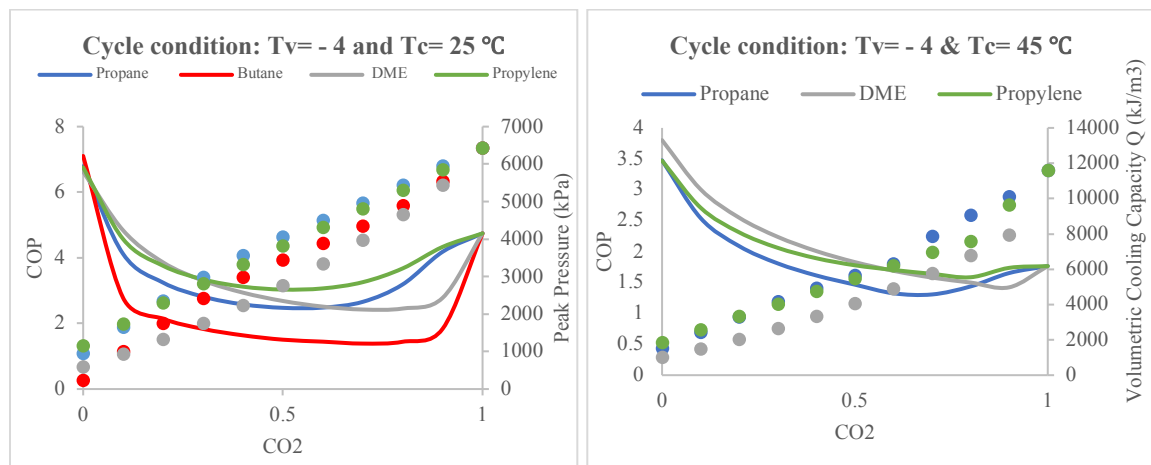 Cycle condition: Tv= - 4 and Tc= 25 ℃
Propane Butane DME Propylene
8
6
4
2
0
COP
7000
6000
5000
4000
3000
2000
1000
0
Peak Pressure (kPa)
0 0.5 1
CO2
Cycle condition: Tv= - 4 & Tc= 45 ℃
Propane DME Propylene
4
3.5
3
2.5
2
1.5
1
0.5
0
COP
14000
12000
10000
8000
6000
4000
2000
0
Volumetric Cooling Capacity Q (kJ/m3)
0 0.5 1
CO2